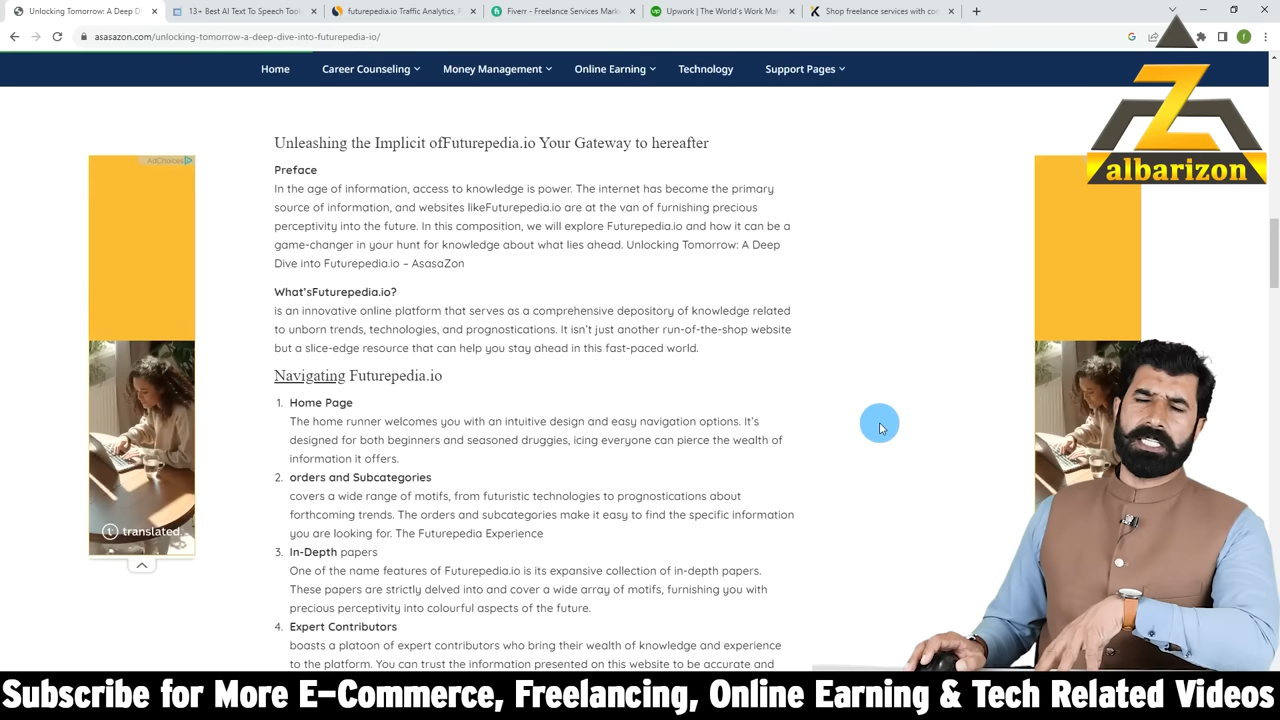 Unlocking Tomorrow: A Deep D
13+ Best AI Text To Speech Tool
futurepedia.io Traffic Analytics, F
Fiverr - Freelance Services Mark
Upwork | The World's Work Mar
Shop freelance services with co
asasazon.com/unlocking-tomorrow-a-deep-dive-into-futurepedia-io/
Home
Career Counseling
Money Management
Online Earning
Technology
Support Pages
albarizon
AdChoices
Unleashing the Implicit ofFuturepedia.io Your Gateway to hereafter
Preface
In the age of information, access to knowledge is power. The internet has become the primary
source of information, and websites likeFuturepedia.io are at the van of furnishing precious
perceptivity into the future. In this composition, we will explore Futurepedia.io and how it can be a
game-changer in your hunt for knowledge about what lies ahead. Unlocking Tomorrow: A Deep
Dive into Futurepedia.io – AsasaZon
What'sFuturepedia.io?
is an innovative online platform that serves as a comprehensive depository of knowledge related
to unborn trends, technologies, and prognostications. It isn't just another run-of-the-shop website
but a slice-edge resource that can help you stay ahead in this fast-paced world.
Navigating Futurepedia.io
1. Home Page
The home runner welcomes you with an intuitive design and easy navigation options. It's
designed for both beginners and seasoned druggies, icing everyone can pierce the wealth of
information it offers.
2. orders and Subcategories
covers a wide range of motifs, from futuristic technologies to prognostications about
forthcoming trends. The orders and subcategories make it easy to find the specific information
you are looking for. The Futurepedia Experience
3. In-Depth papers
One of the name features of Futurepedia.io is its expansive collection of in-depth papers.
These papers are strictly delved into and cover a wide array of motifs, furnishing you with
precious perceptivity into colourful aspects of the future.
4. Expert Contributors
boasts a platoon of expert contributors who bring their wealth of knowledge and experience
to the platform. You can trust the information presented on this website to be accurate and
translated.
Subscribe for More E-Commerce, Freelancing, Online Earning & Tech Related Videos